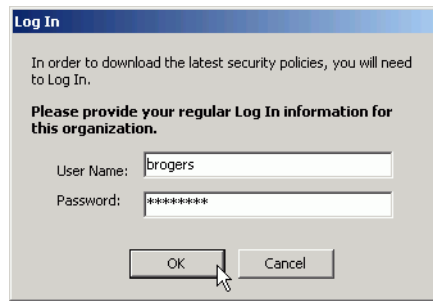 Log In
In order to download the latest security policies, you will need
to Log In.
Please provide your regular Log In information for
this organization.
User Name: brogers
Password: ********
OK Cancel